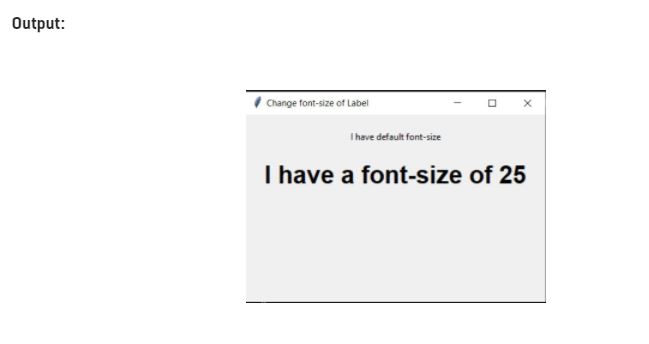 Output:
Change font-size of Label
I have default font-size
I have a font-size of 25